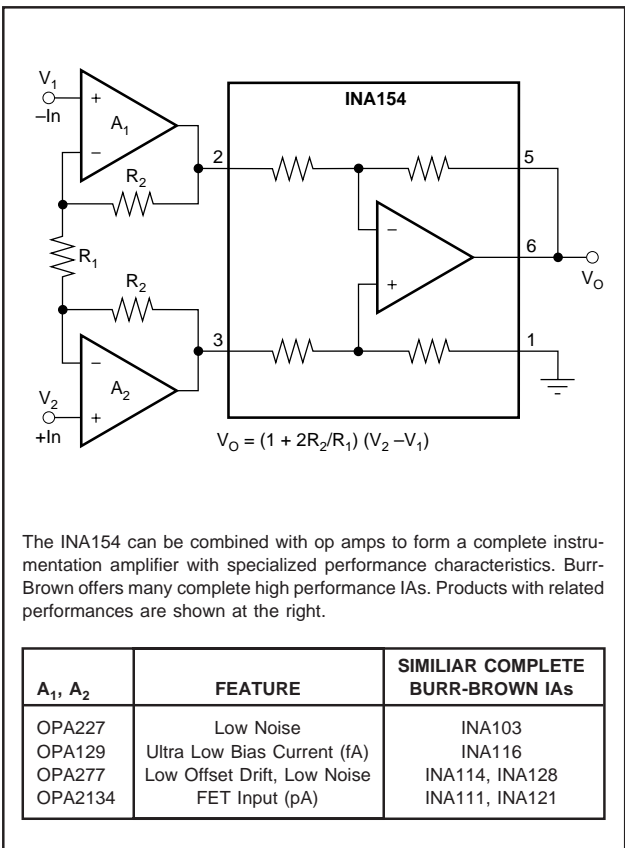 V1
–In
+
A1
–
R2
2
R1
R2
–
A2
+
3
V2
+In
INA154
5
–
+
6
VO
1
VO = (1 + 2R2/R1) (V2 –V1)
The INA154 can be combined with op amps to form a complete instru-
mentation amplifier with specialized performance characteristics. Burr-
Brown offers many complete high performance IAs. Products with related
performances are shown at the right.
A1, A2 FEATURE SIMILIAR COMPLETE BURR-BROWN IAs
OPA227 Low Noise INA103
OPA129 Ultra Low Bias Current (fA) INA116
OPA277 Low Offset Drift, Low Noise INA114, INA128
OPA2134 FET Input (pA) INA111, INA121